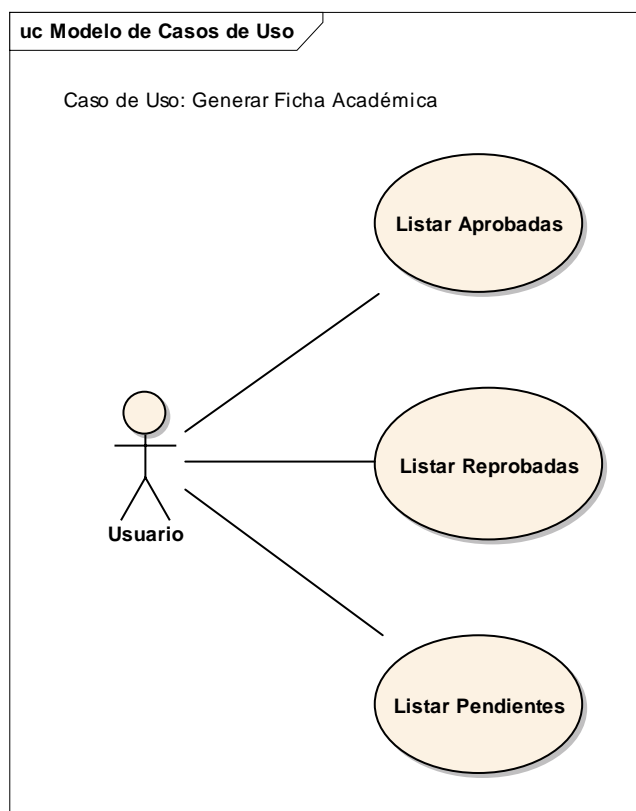 uc Modelo de Casos de Uso
Caso de Uso: Generar Ficha Académica
Listar Aprobadas
Listar Reprobadas
Usuario
Listar Pendientes